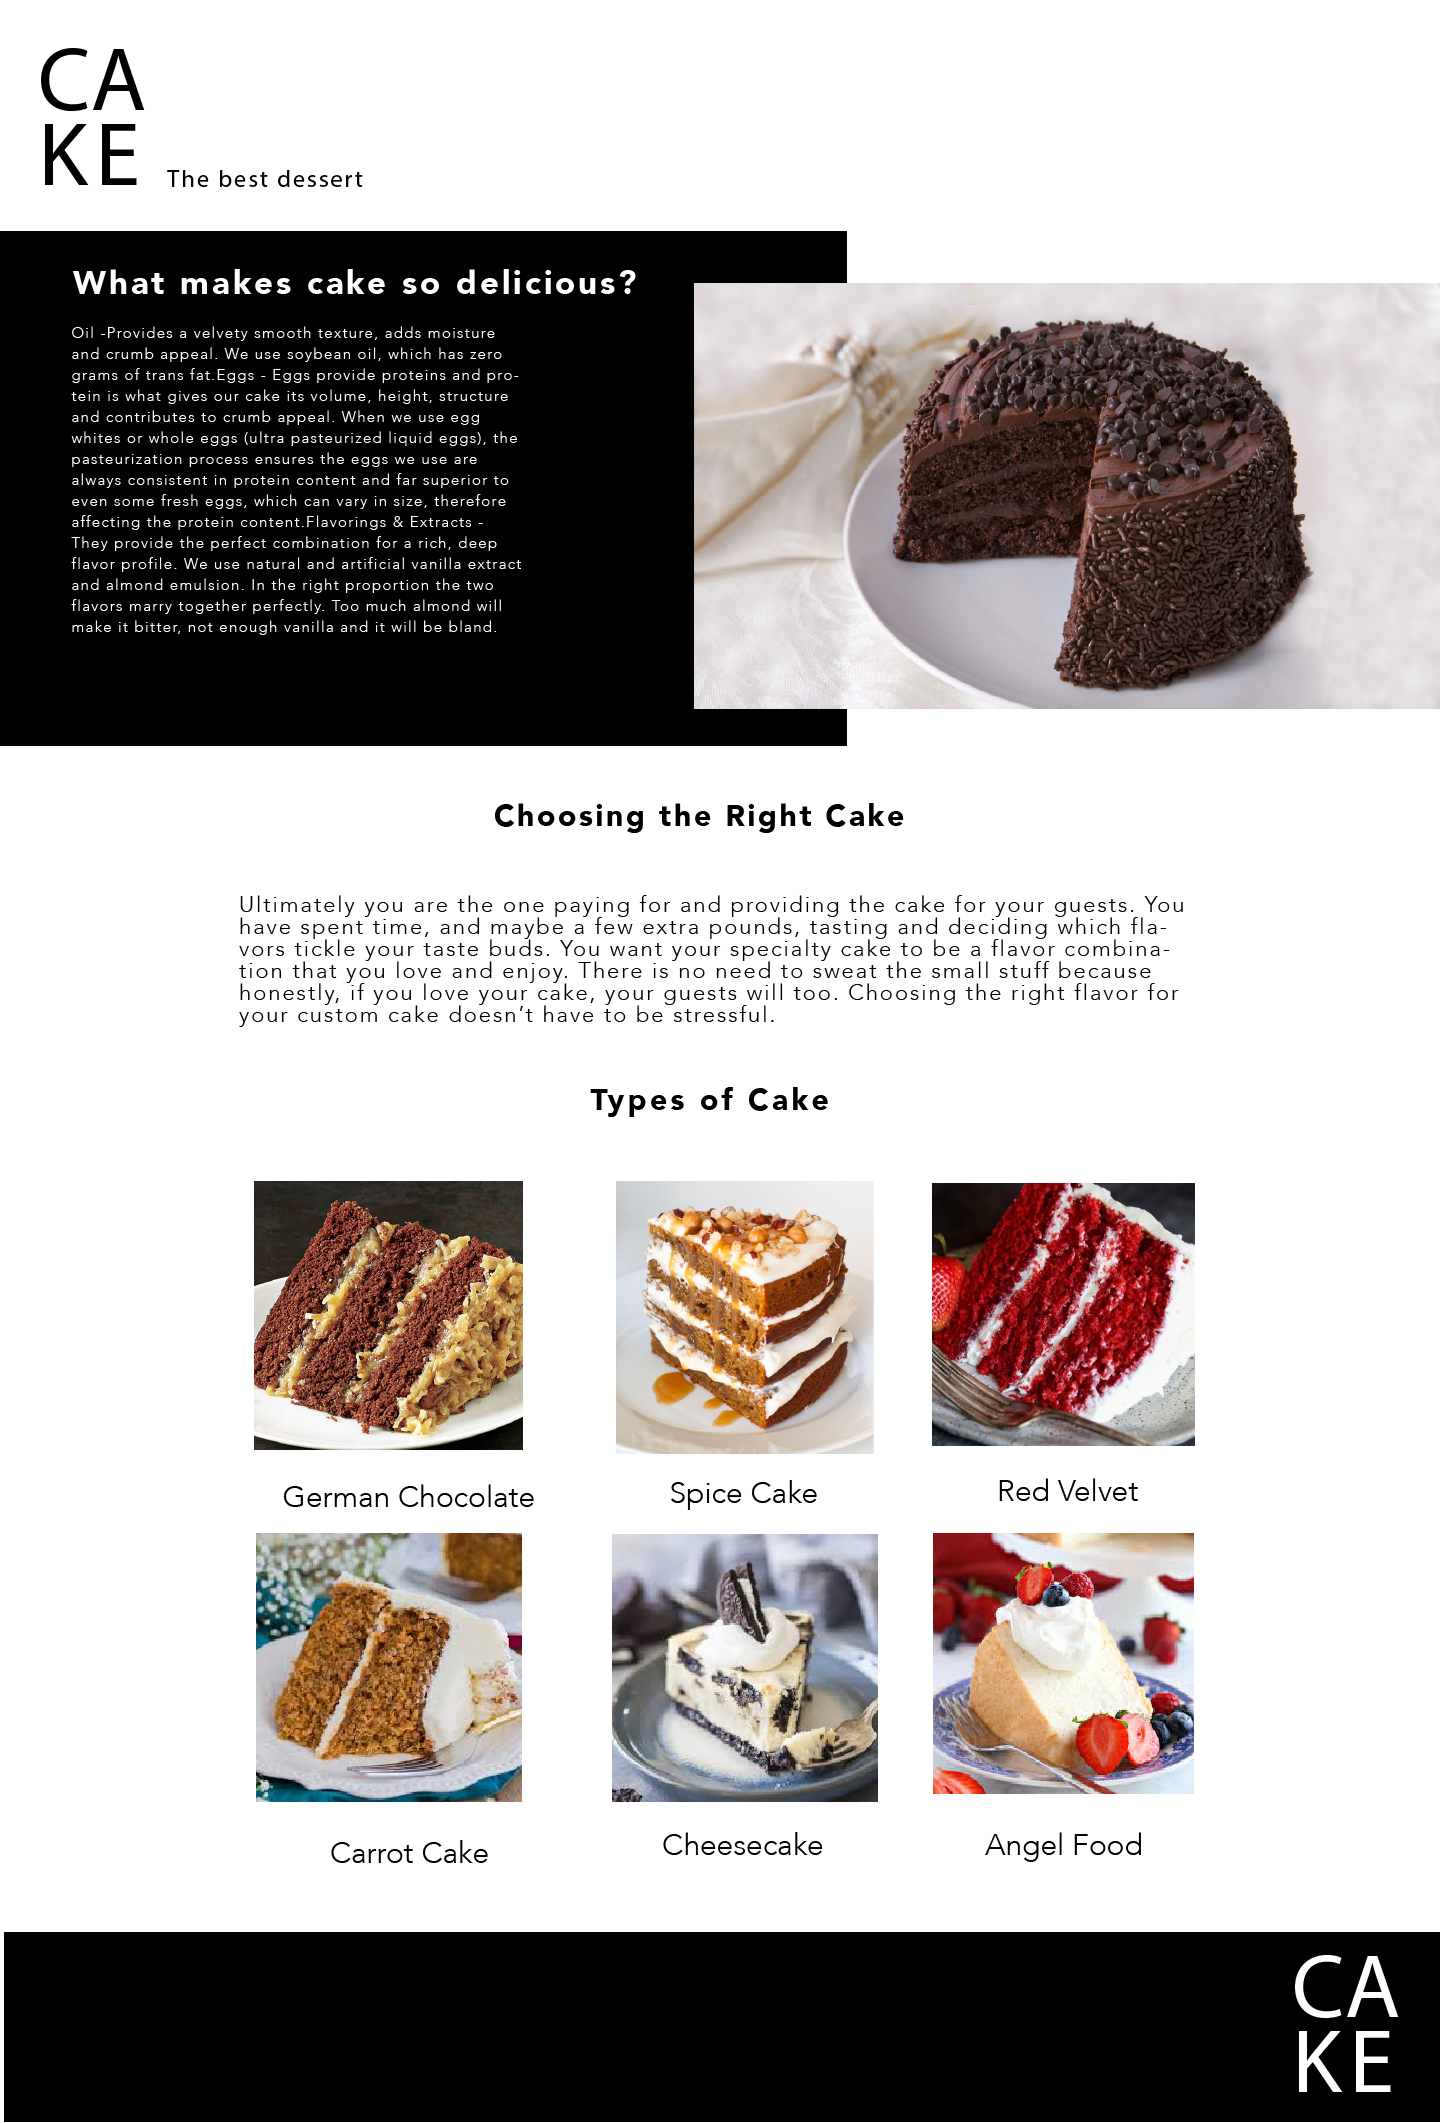 CA
KE
The best dessert
What makes cake so delicious?
Oil -Provides a velvety smooth texture, adds moisture
and crumb appeal. We use soybean oil, which has zero
grams of trans fat.Eggs - Eggs provide proteins and pro-
tein is what gives our cake its volume, height, structure
and contributes to crumb appeal. When we use egg
whites or whole eggs (ultra pasteurized liquid eggs), the
pasteurization process ensures the eggs we use are
always consistent in protein content and far superior to
even some fresh eggs, which can vary in size, therefore
affecting the protein content.Flavorings & Extracts -
They provide the perfect combination for a rich, deep
flavor profile. We use natural and artificial vanilla extract
and almond emulsion. In the right proportion the two
flavors marry together perfectly. Too much almond will
make it bitter, not enough vanilla and it will be bland.
Choosing the Right Cake
Ultimately you are the one paying for and providing the cake for your guests. You
have spent time, and maybe a few extra pounds, tasting and deciding which fla-
vors tickle your taste buds. You want your specialty cake to be a flavor combina-
tion that you love and enjoy. There is no need to sweat the small stuff because
honestly, if you love your cake, your guests will too. Choosing the right flavor for
your custom cake doesn’t have to be stressful.
Types of Cake
German Chocolate
Spice Cake
Red Velvet
Carrot Cake
Cheesecake
Angel Food
CA
KE